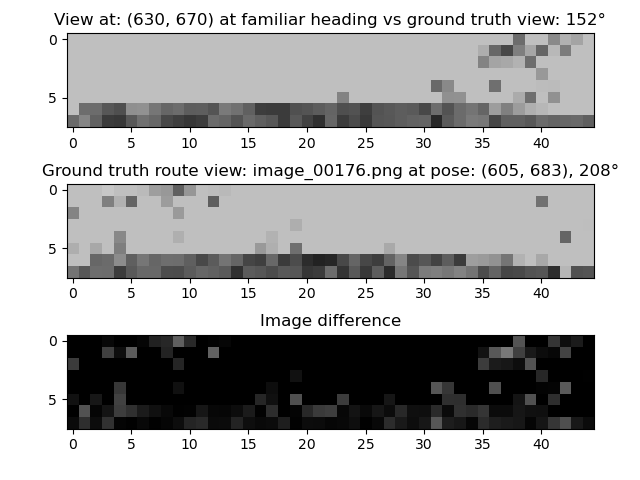 View at: (630, 670) at familiar heading vs ground truth view: 152°
0
5
0 5 10 15 20 25 30 35 40
Ground truth route view: image_00176.png at pose: (605, 683), 208°
0
5
0 5 10 15 20 25 30 35 40
Image difference
0
5
0 5 10 15 20 25 30 35 40